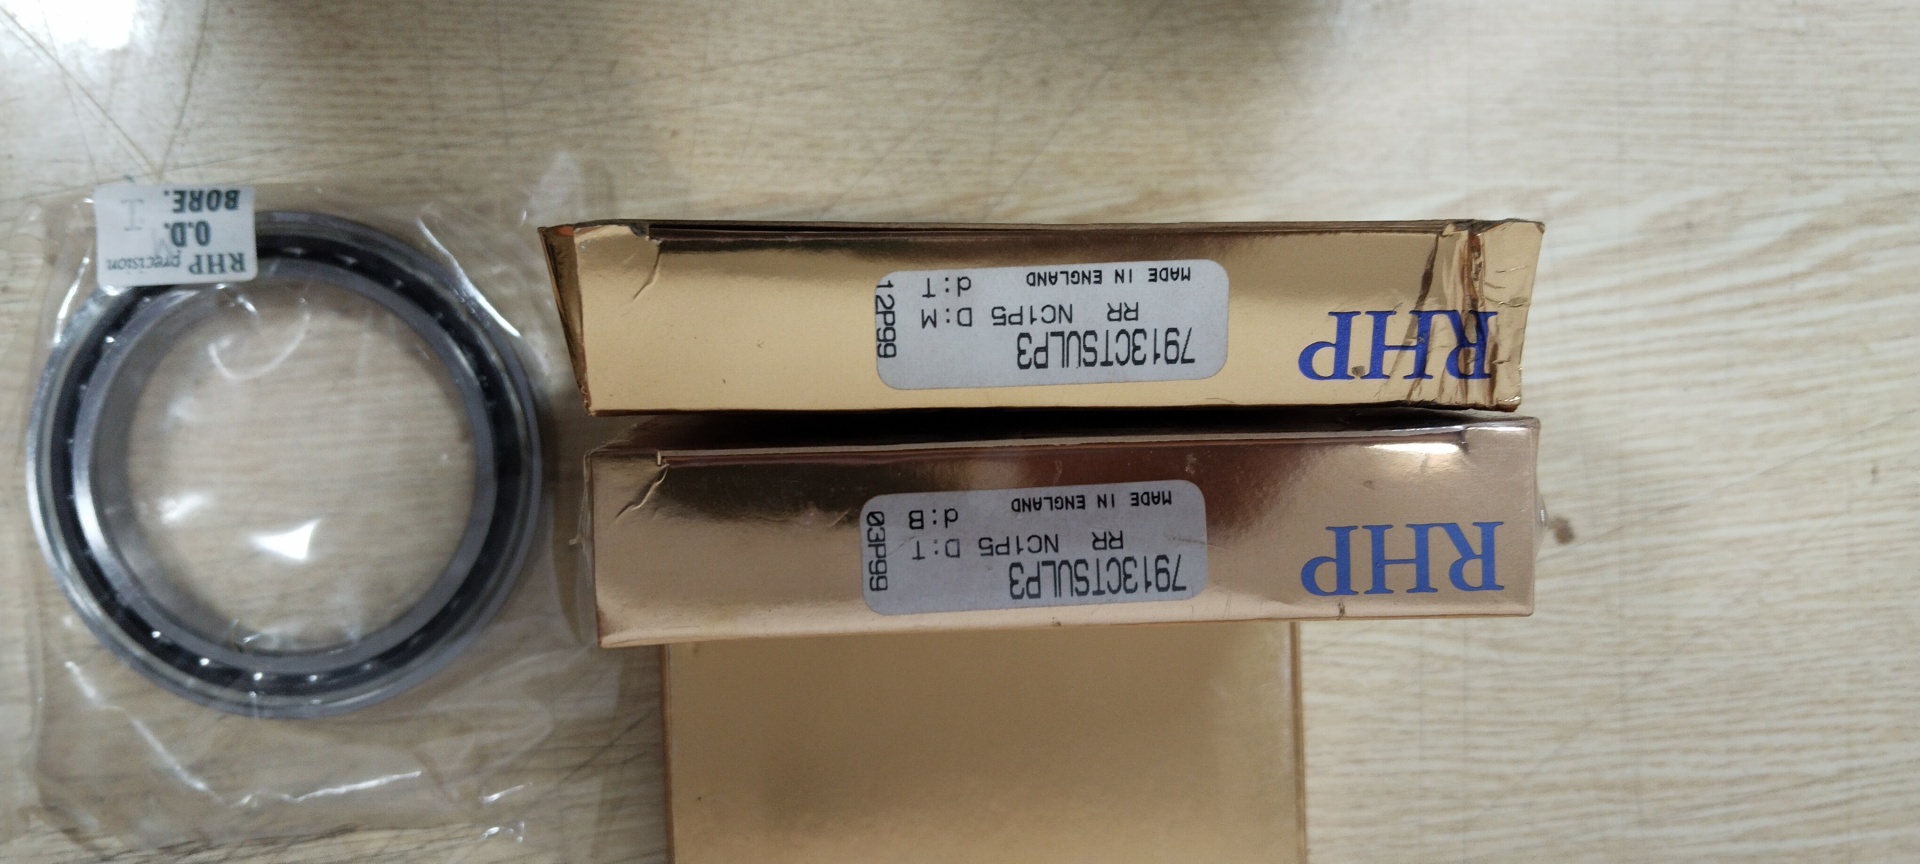 RHP precision
O.D. M
BORE. T
RHP
7913CTSULP3
RR NC1P5 D:M
d:T
MADE IN ENGLAND
12P99
RHP
7913CTSULP3
RR NC1P5 D:T
d:B
MADE IN ENGLAND
03P99